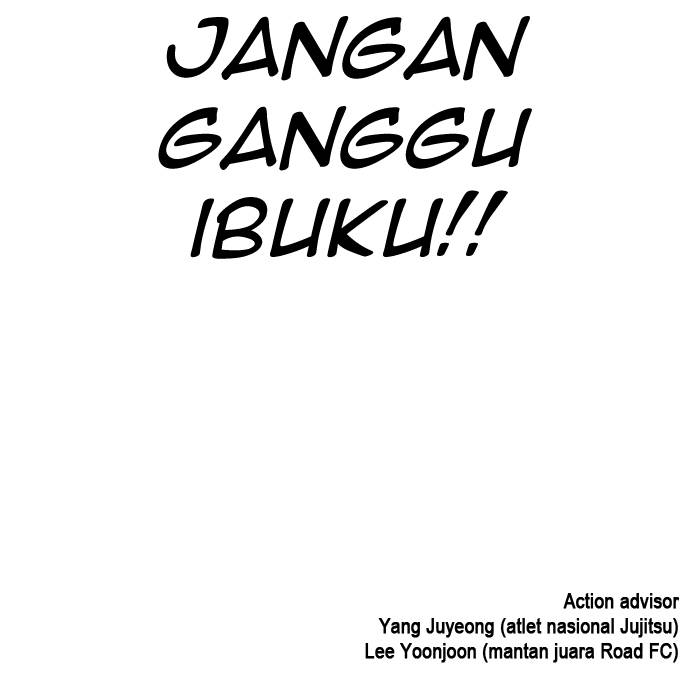 JANGAN
GANGGU
IBUKU!!
Action advisor
Yang Juyeong (atlet nasional Jujitsu)
Lee Yoonjoon (mantan juara Road FC)